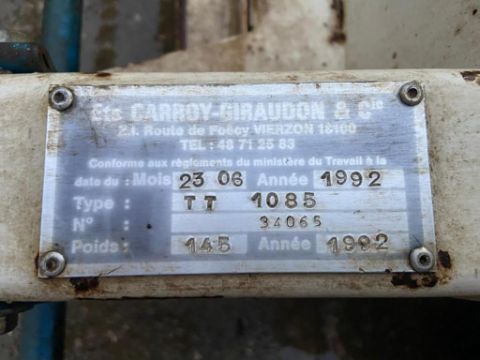 Ets CARROY-GIRAUDON & Cie
Z.I. Route de Foëcy VIERZON 18100
TEL: 48 71 25 83
Conforme aux règlements du ministère du Travail à la
date du: Mois 23 06 Année 1992
Type: TT 1085
N°: 34065
Poids: 145 Année 1992